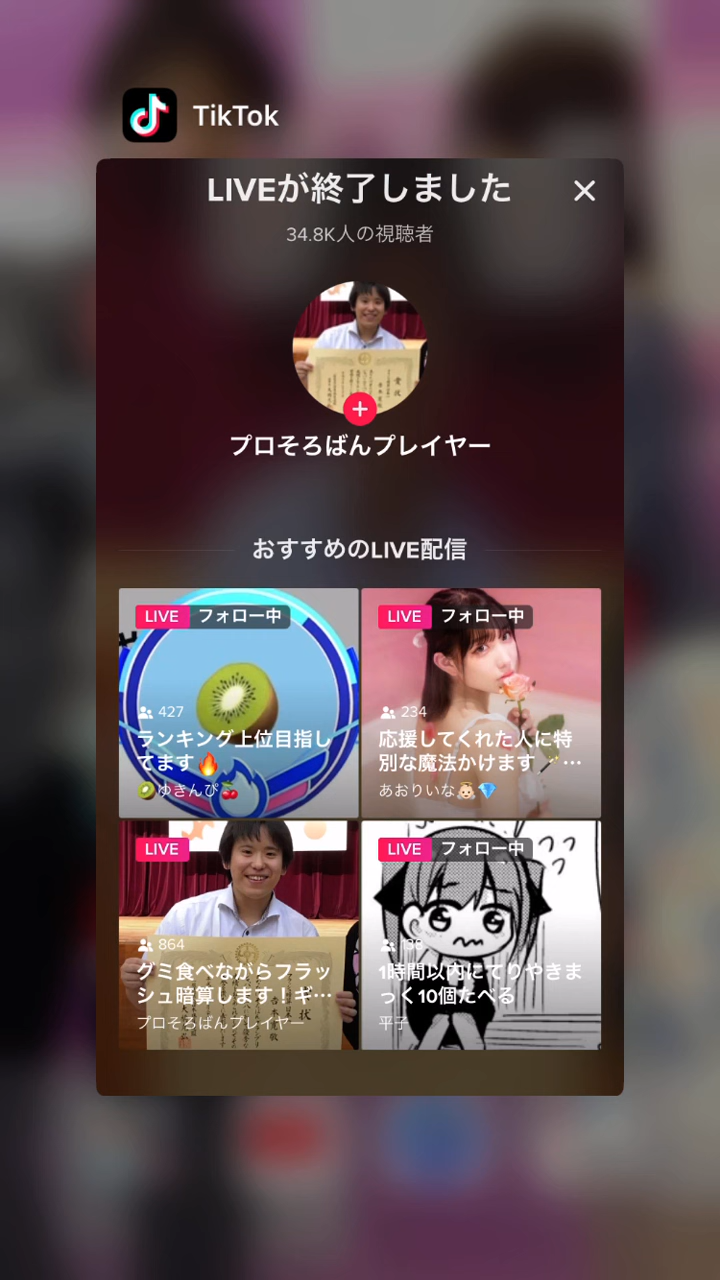 TikTok
LIVEが終了しました
34.8K人の視聴者
賞状
プロそろばんプレイヤー
おすすめのLIVE配信
LIVE フォロー中
427
ランキング上位目指し
てます🔥
🥝ゆきんぴ🍒
LIVE フォロー中
234
応援してくれた人に特
別な魔法かけます🪄…
あおりいな👼🏻💎
LIVE
864
グミ食べながらフラッ
シュ暗算します！ギ…
プロそろばんプレイヤー
LIVE フォロー中
1時間以内にてりやきま
っく10個たべる
平子